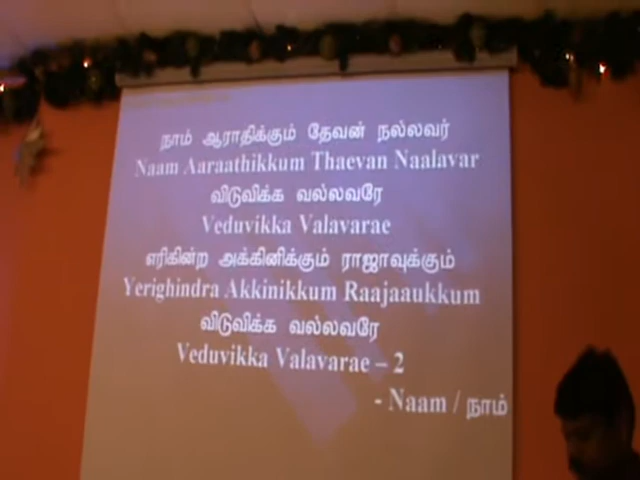 நாம் ஆராதிக்கும் தேவன் நல்லவர்
Naam Aaraathikkum Thaevan Naalavar
விடுவிக்க வல்லவரே
Veduvikka Valavarae
எரிகின்ற அக்கினிக்கும் ராஜாவுக்கும்
Yerighindra Akkinikkum Raajaaukkum
விடுவிக்க வல்லவரே
Veduvikka Valavarae – 2
- Naam / நாம்